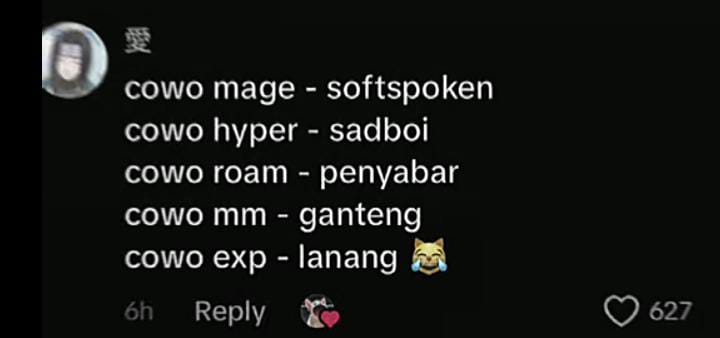 愛
cowo mage - softspoken
cowo hyper - sadboi
cowo roam - penyabar
cowo mm - ganteng
cowo exp - lanang 😹
6h Reply 627